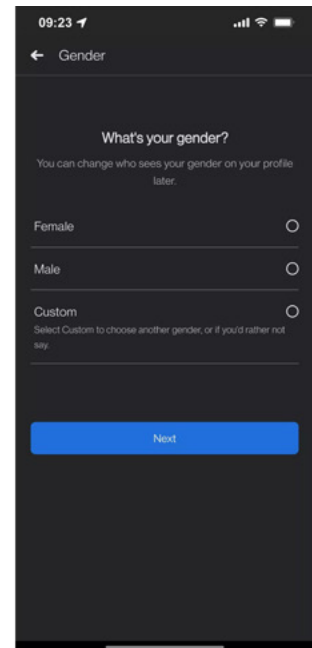 09:23
Gender
What's your gender?
You can change who sees your gender on your profile
later.
Female
Male
Custom
Select Custom to choose another gender, or if you'd rather not
say.
Next